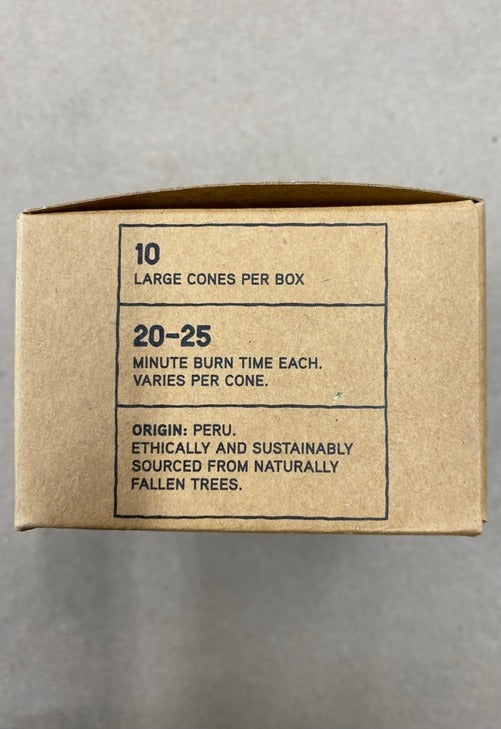 10
LARGE CONES PER BOX
20-25
MINUTE BURN TIME EACH.
VARIES PER CONE.
ORIGIN: PERU.
ETHICALLY AND SUSTAINABLY
SOURCED FROM NATURALLY
FALLEN TREES.